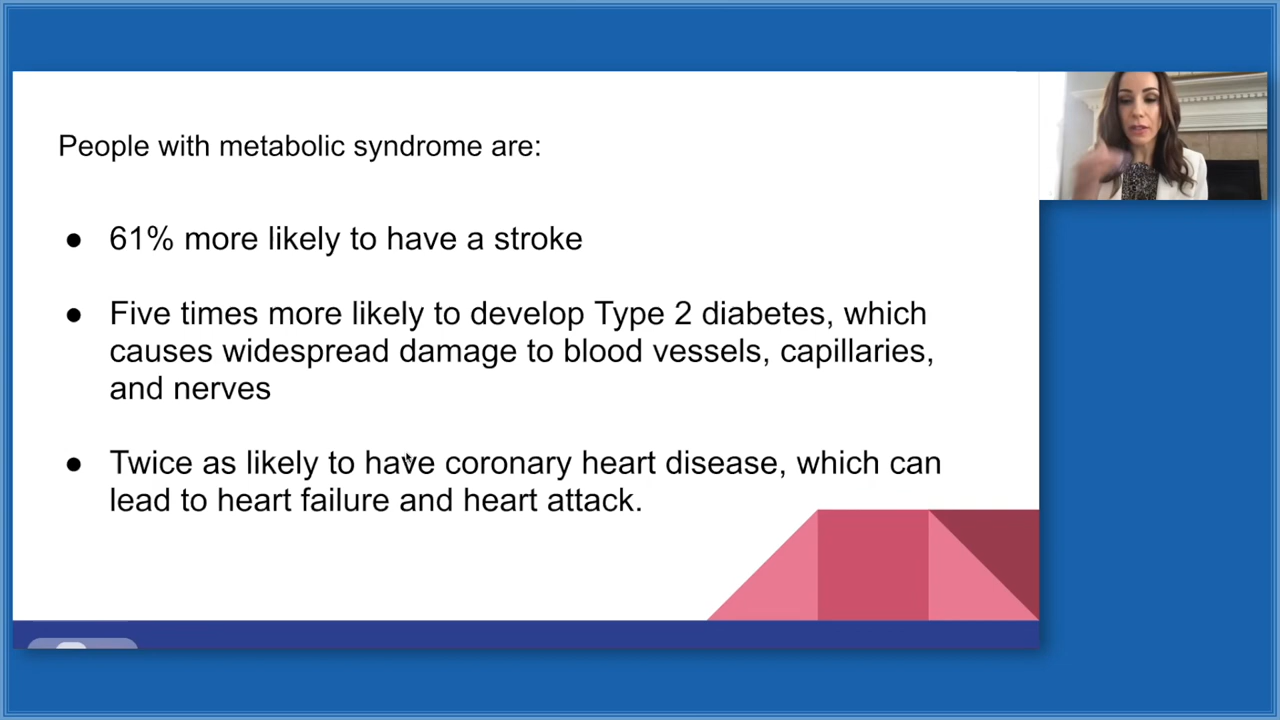 People with metabolic syndrome are:
● 61% more likely to have a stroke
● Five times more likely to develop Type 2 diabetes, which
causes widespread damage to blood vessels, capillaries,
and nerves
● Twice as likely to have coronary heart disease, which can
lead to heart failure and heart attack.